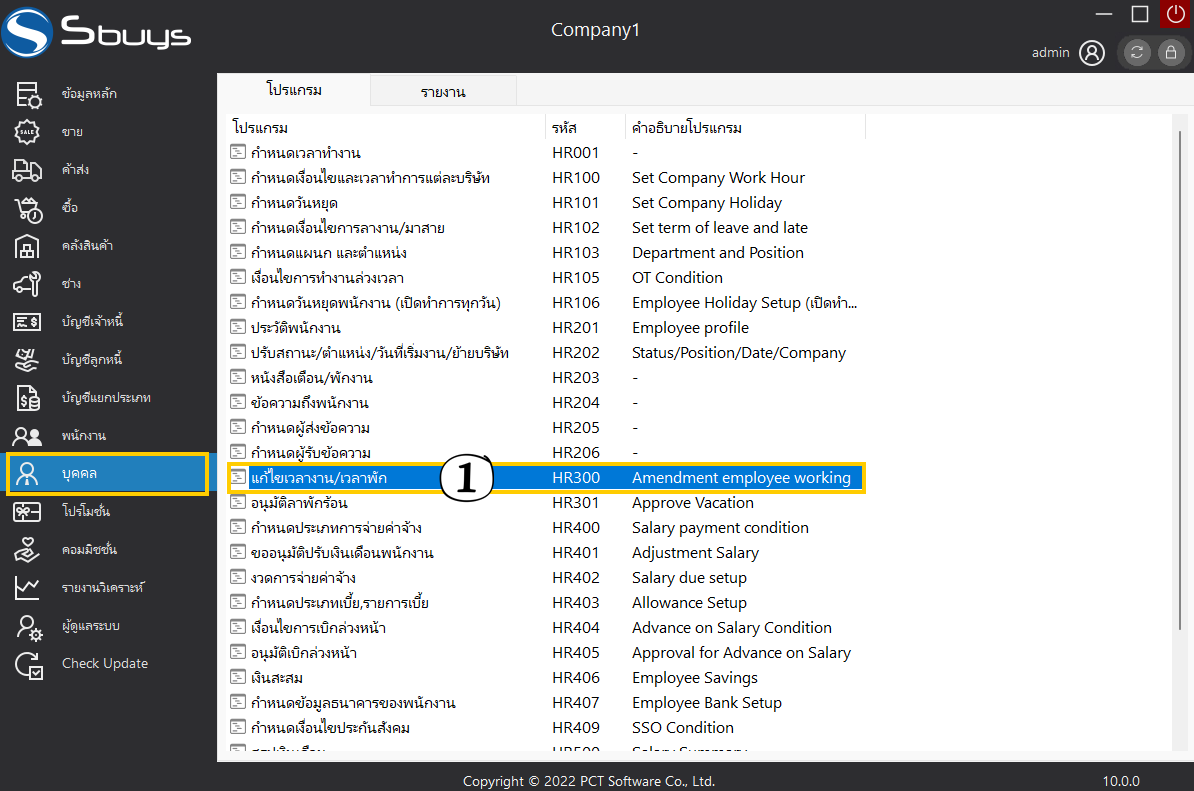 Sbuys
Company1
admin
ข้อมูลหลัก
ขาย
ค้าส่ง
ซื้อ
คลังสินค้า
ช่าง
บัญชีเจ้าหนี้
บัญชีลูกหนี้
บัญชีแยกประเภท
พนักงาน
บุคคล
โปรโมชั่น
คอมมิชชั่น
รายงานวิเคราะห์
ผู้ดูแลระบบ
Check Update
โปรแกรม รายงาน
โปรแกรม รหัส คำอธิบายโปรแกรม
กำหนดเวลาทำงาน HR001 -
กำหนดเงื่อนไขและเวลาทำการแต่ละบริษัท HR100 Set Company Work Hour
กำหนดวันหยุด HR101 Set Company Holiday
กำหนดเงื่อนไขการลางาน/มาสาย HR102 Set term of leave and late
กำหนดแผนก และตำแหน่ง HR103 Department and Position
เงื่อนไขการทำงานล่วงเวลา HR105 OT Condition
กำหนดวันหยุดพนักงาน (เปิดทำการทุกวัน) HR106 Employee Holiday Setup (เปิดทำ...
ประวัติพนักงาน HR201 Employee profile
ปรับสถานะ/ตำแหน่ง/วันที่เริ่มงาน/ย้ายบริษัท HR202 Status/Position/Date/Company
หนังสือเตือน/พักงาน HR203 -
ข้อความถึงพนักงาน HR204 -
กำหนดผู้ส่งข้อความ HR205 -
กำหนดผู้รับข้อความ HR206 -
แก้ไขเวลางาน/เวลาพัก 1 HR300 Amendment employee working
อนุมัติลาพักร้อน HR301 Approve Vacation
กำหนดประเภทการจ่ายค่าจ้าง HR400 Salary payment condition
ขออนุมัติปรับเงินเดือนพนักงาน HR401 Adjustment Salary
งวดการจ่ายค่าจ้าง HR402 Salary due setup
กำหนดประเภทเบี้ย,รายการเบี้ย HR403 Allowance Setup
เงื่อนไขการเบิกล่วงหน้า HR404 Advance on Salary Condition
อนุมัติเบิกล่วงหน้า HR405 Approval for Advance on Salary
เงินสะสม HR406 Employee Savings
กำหนดข้อมูลธนาคารของพนักงาน HR407 Employee Bank Setup
กำหนดเงื่อนไขประกันสังคม HR409 SSO Condition
Copyright © 2022 PCT Software Co., Ltd.
10.0.0